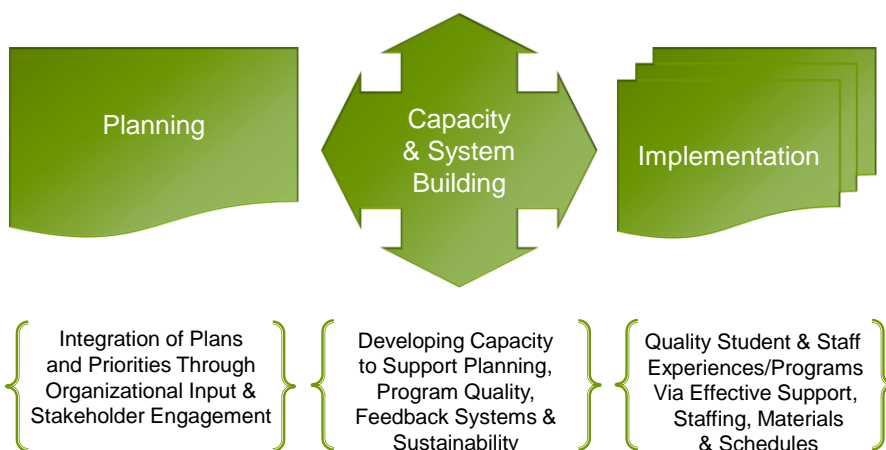 Planning
Capacity
& System
Building
Implementation
Integration of Plans
and Priorities Through
Organizational Input &
Stakeholder Engagement
Developing Capacity
to Support Planning,
Program Quality,
Feedback Systems &
Sustainability
Quality Student & Staff
Experiences/Programs
Via Effective Support,
Staffing, Materials
& Schedules